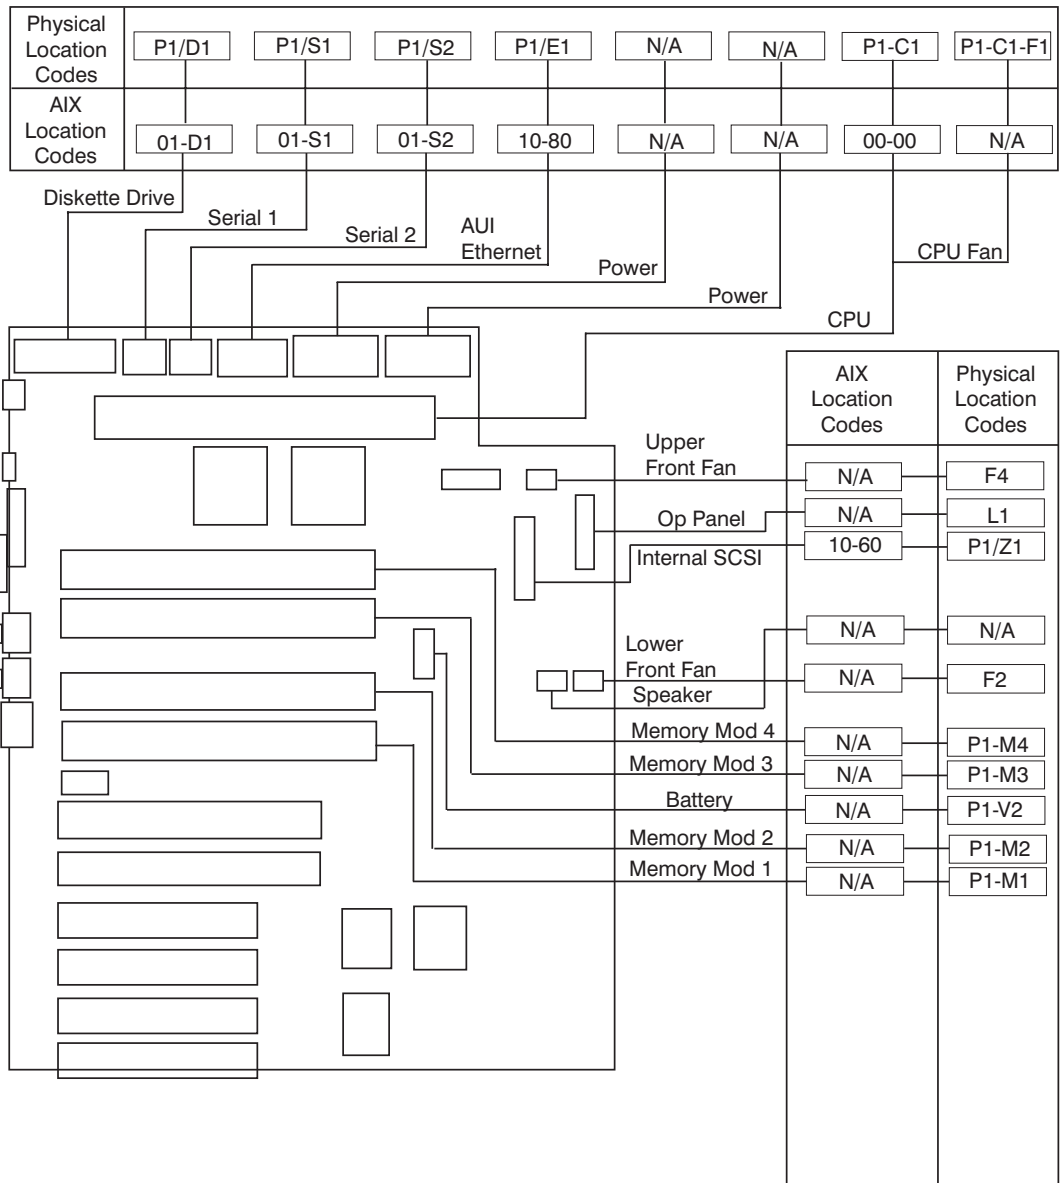 Physical
Location
Codes
P1/D1 P1/S1 P1/S2 P1/E1 N/A N/A P1-C1 P1-C1-F1
AIX
Location
Codes
01-D1 01-S1 01-S2 10-80 N/A N/A 00-00 N/A
Diskette Drive
Serial 1
Serial 2
AUI
Ethernet
Power
Power
CPU Fan
CPU
AIX
Location
Codes
Physical
Location
Codes
Upper
Front Fan
N/A F4
Op Panel N/A L1
Internal SCSI 10-60 P1/Z1
N/A N/A
Lower
Front Fan
N/A F2
Speaker
Memory Mod 4 N/A P1-M4
Memory Mod 3 N/A P1-M3
Battery N/A P1-V2
Memory Mod 2 N/A P1-M2
Memory Mod 1 N/A P1-M1